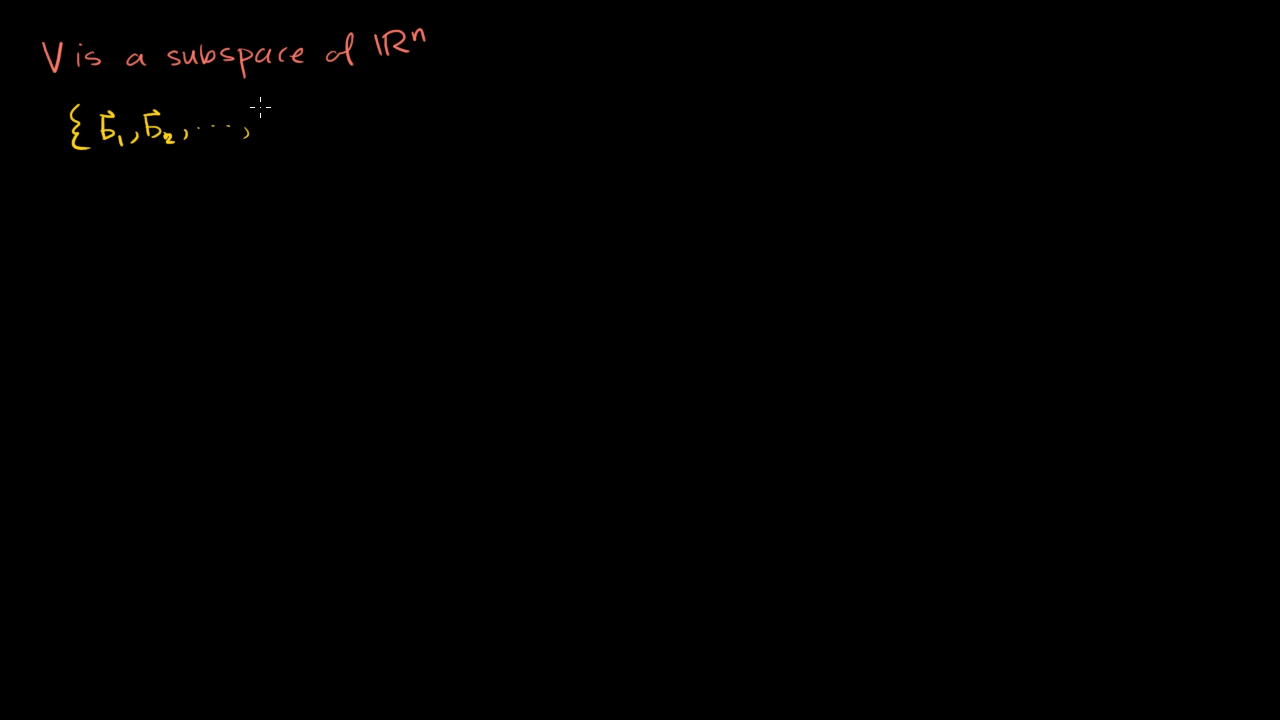 V is a subspace of ℝⁿ
{ b⃗₁, b⃗₂, ...,